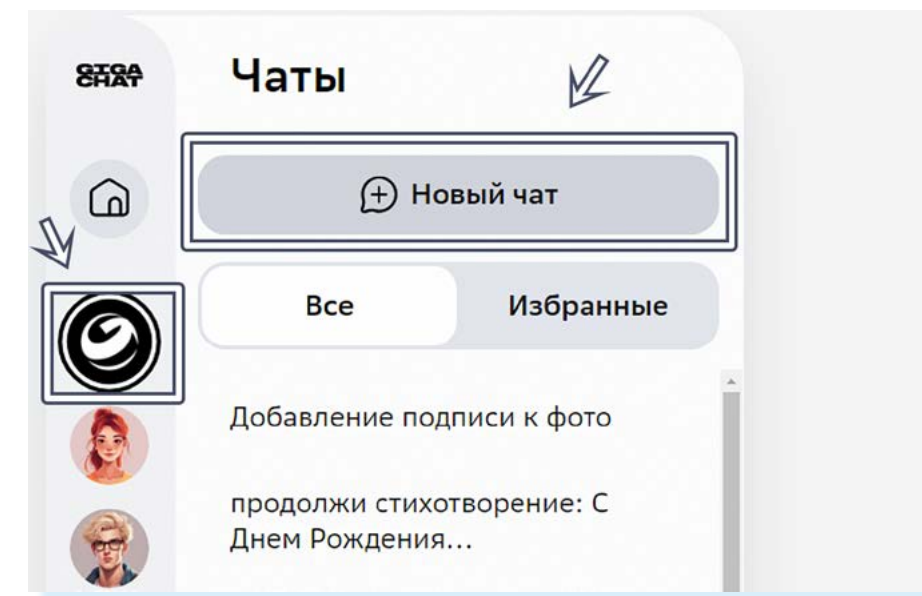 GIGA
CHAT
Чаты
Новый чат
Все
Избранные
Добавление подписи к фото
продолжи стихотворение: С
Днем Рождения...